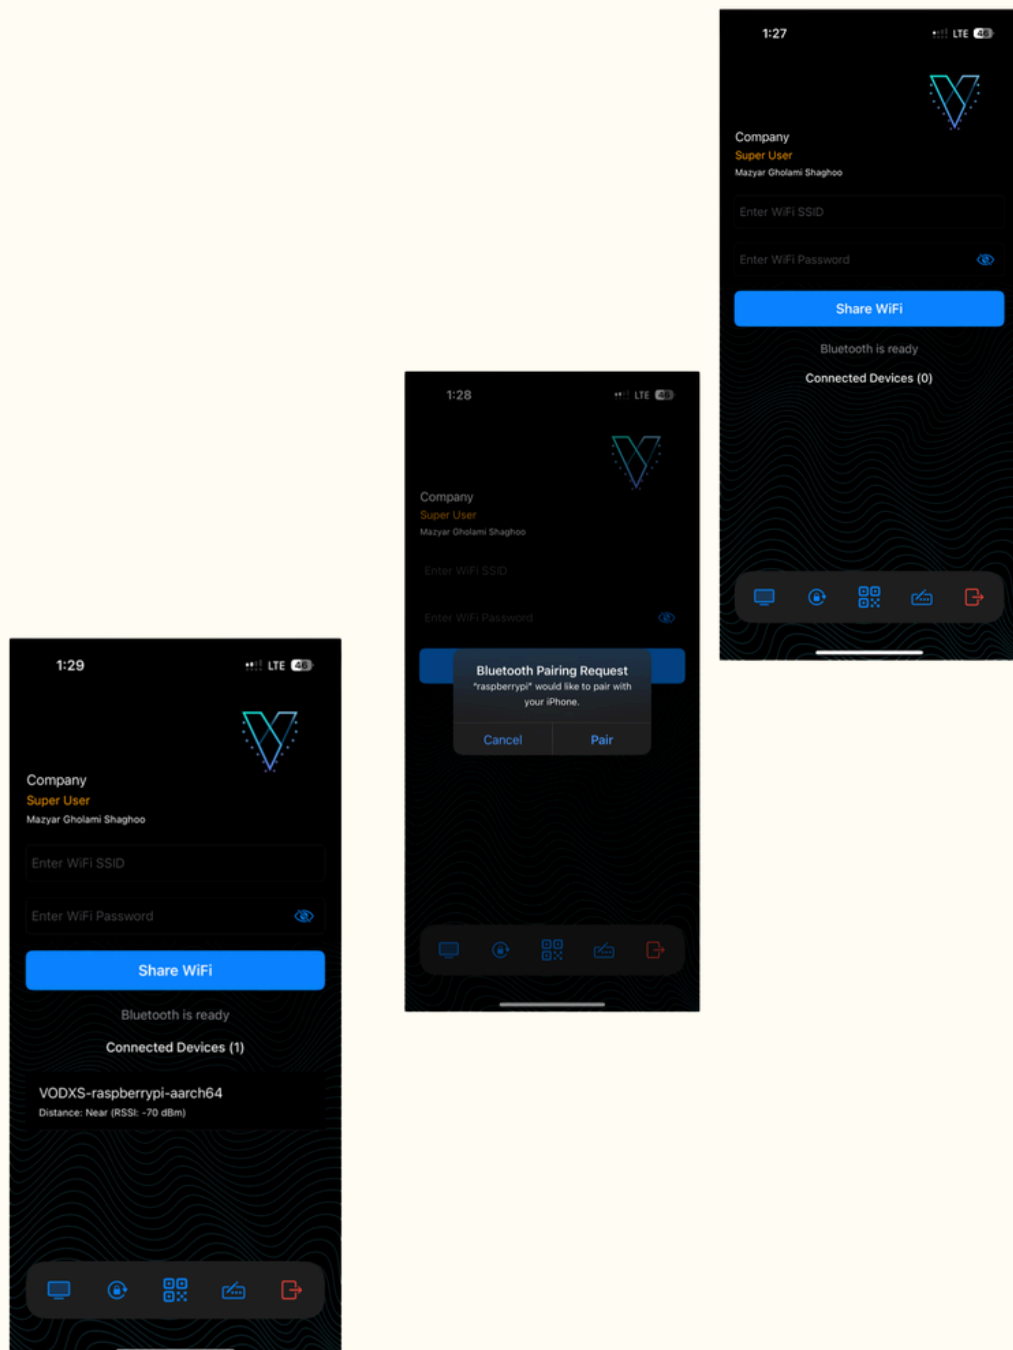 1:27
LTE 46
Company
Super User
Mazyar Gholami Shaghoo
Enter WiFi SSID
Enter WiFi Password
Share WiFi
Bluetooth is ready
Connected Devices (0)
1:28
LTE 46
Company
Super User
Mazyar Gholami Shaghoo
Enter WiFi SSID
Enter WiFi Password
Bluetooth Pairing Request
"raspberrypi" would like to pair with
your iPhone.
Cancel
Pair
1:29
LTE 46
Company
Super User
Mazyar Gholami Shaghoo
Enter WiFi SSID
Enter WiFi Password
Share WiFi
Bluetooth is ready
Connected Devices (1)
VODXS-raspberrypi-aarch64
Distance: Near (RSSI: -70 dBm)